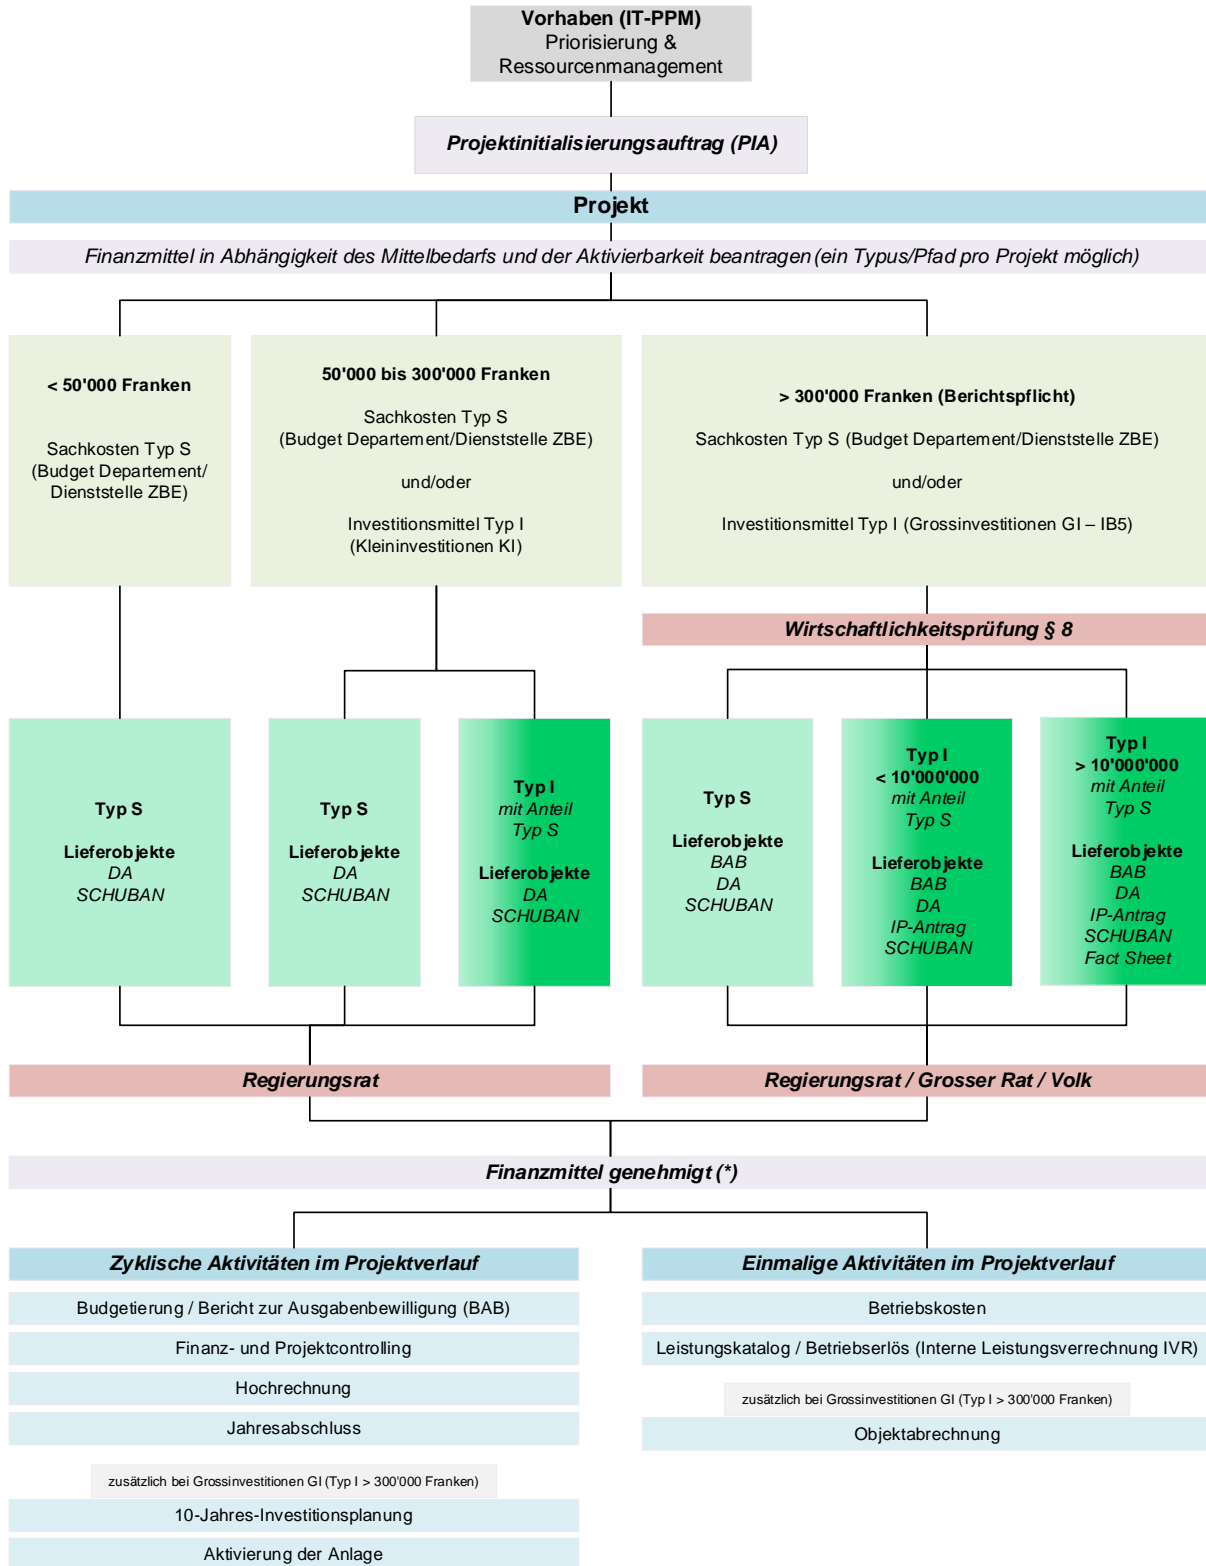 Vorhaben (IT-PPM)
Priorisierung &
Ressourcenmanagement
Projektinitialisierungsauftrag (PIA)
Projekt
Finanzmittel in Abhängigkeit des Mittelbedarfs und der Aktivierbarkeit beantragen (ein Typus/Pfad pro Projekt möglich)
< 50'000 Franken
Sachkosten Typ S
(Budget Departement/
Dienststelle ZBE)
50'000 bis 300'000 Franken
Sachkosten Typ S
(Budget Departement/Dienststelle ZBE)
und/oder
Investitionsmittel Typ I
(Kleininvestitionen KI)
> 300'000 Franken (Berichtspflicht)
Sachkosten Typ S (Budget Departement/Dienststelle ZBE)
und/oder
Investitionsmittel Typ I (Grossinvestitionen GI – IB5)
Wirtschaftlichkeitsprüfung § 8
Typ S
Lieferobjekte
DA
SCHUBAN
Typ S
Lieferobjekte
DA
SCHUBAN
Typ I
mit Anteil
Typ S
Lieferobjekte
DA
SCHUBAN
Typ S
Lieferobjekte
BAB
DA
SCHUBAN
Typ I
< 10'000'000
mit Anteil
Typ S
Lieferobjekte
BAB
DA
IP-Antrag
SCHUBAN
Typ I
> 10'000'000
mit Anteil
Typ S
Lieferobjekte
BAB
DA
IP-Antrag
SCHUBAN
Fact Sheet
Regierungsrat
Regierungsrat / Grosser Rat / Volk
Finanzmittel genehmigt (*)
Zyklische Aktivitäten im Projektverlauf
Budgetierung / Bericht zur Ausgabenbewilligung (BAB)
Finanz- und Projektcontrolling
Hochrechnung
Jahresabschluss
zusätzlich bei Grossinvestitionen GI (Typ I > 300'000 Franken)
10-Jahres-Investitionsplanung
Aktivierung der Anlage
Einmalige Aktivitäten im Projektverlauf
Betriebskosten
Leistungskatalog / Betriebserlös (Interne Leistungsverrechnung IVR)
zusätzlich bei Grossinvestitionen GI (Typ I > 300'000 Franken)
Objektabrechnung